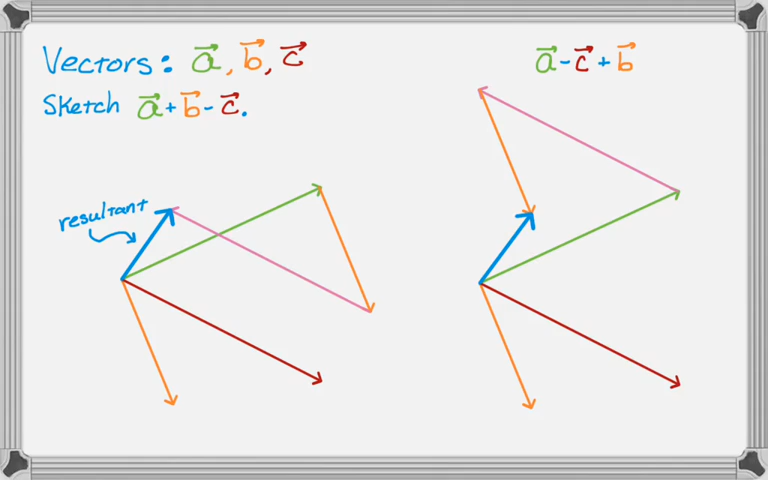 Vectors: a⃗, b⃗, c⃗
Sketch a⃗ + b⃗ - c⃗.
resultant
a⃗ - c⃗ + b⃗